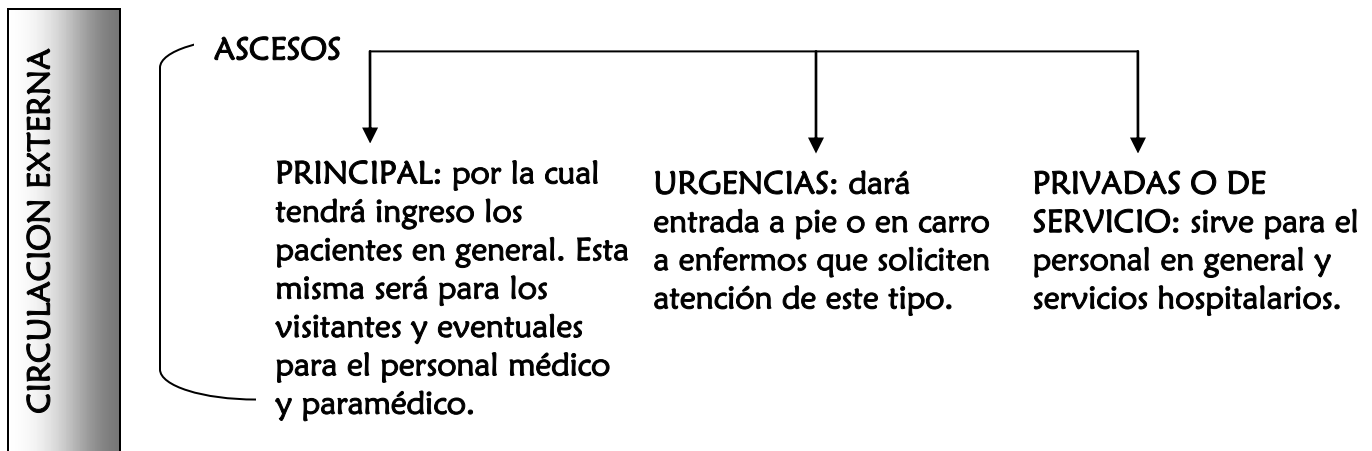 CIRCULACION EXTERNA
ASCESOS
PRINCIPAL: por la cual
tendrá ingreso los
pacientes en general. Esta
misma será para los
visitantes y eventuales
para el personal médico
y paramédico.
URGENCIAS: dará
entrada a pie o en carro
a enfermos que soliciten
atención de este tipo.
PRIVADAS O DE
SERVICIO: sirve para el
personal en general y
servicios hospitalarios.